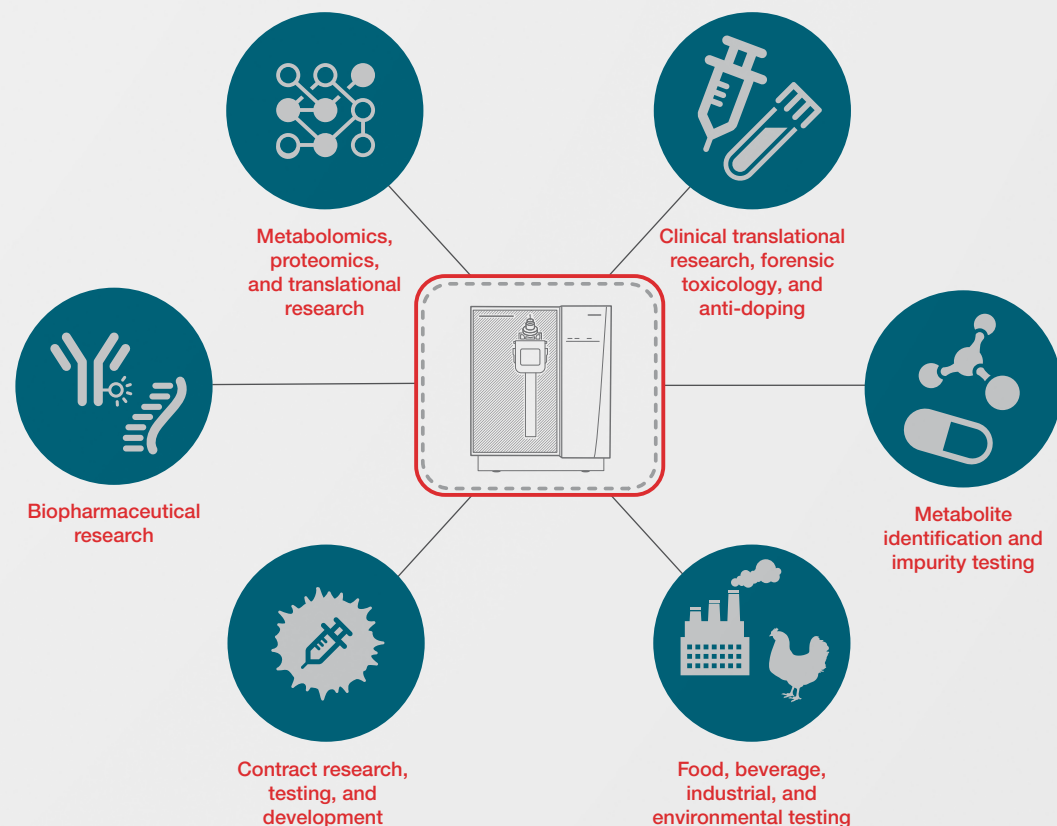 Metabolomics,
proteomics,
and translational
research
Clinical translational
research, forensic
toxicology, and
anti-doping
Biopharmaceutical
research
Metabolite
identification and
impurity testing
Contract research,
testing, and
development
Food, beverage,
industrial, and
environmental testing